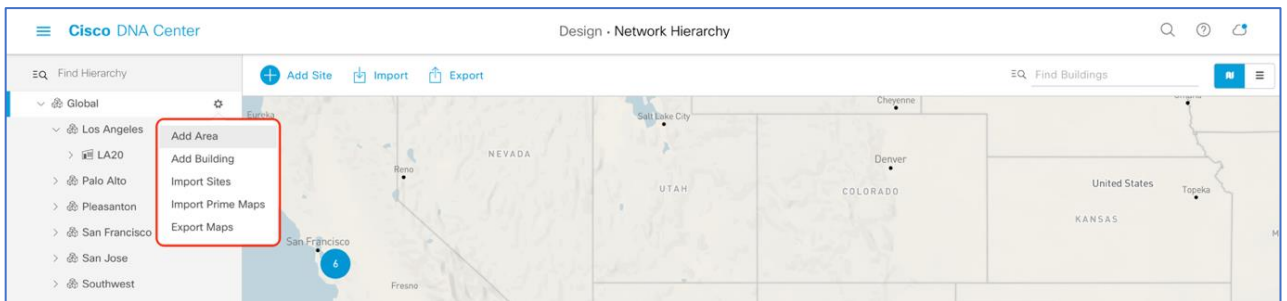 Cisco DNA Center
Design · Network Hierarchy
Find Hierarchy
Add Site Import Export
Find Buildings
Global
Los Angeles
LA20
Palo Alto
Pleasanton
San Francisco
San Jose
Southwest
Add Area
Add Building
Import Sites
Import Prime Maps
Export Maps
Eureka
Salt Lake City
Cheyenne
NEVADA
Reno
Denver
UTAH
COLORADO
United States
Topeka
KANSAS
San Francisco
6
Fresno